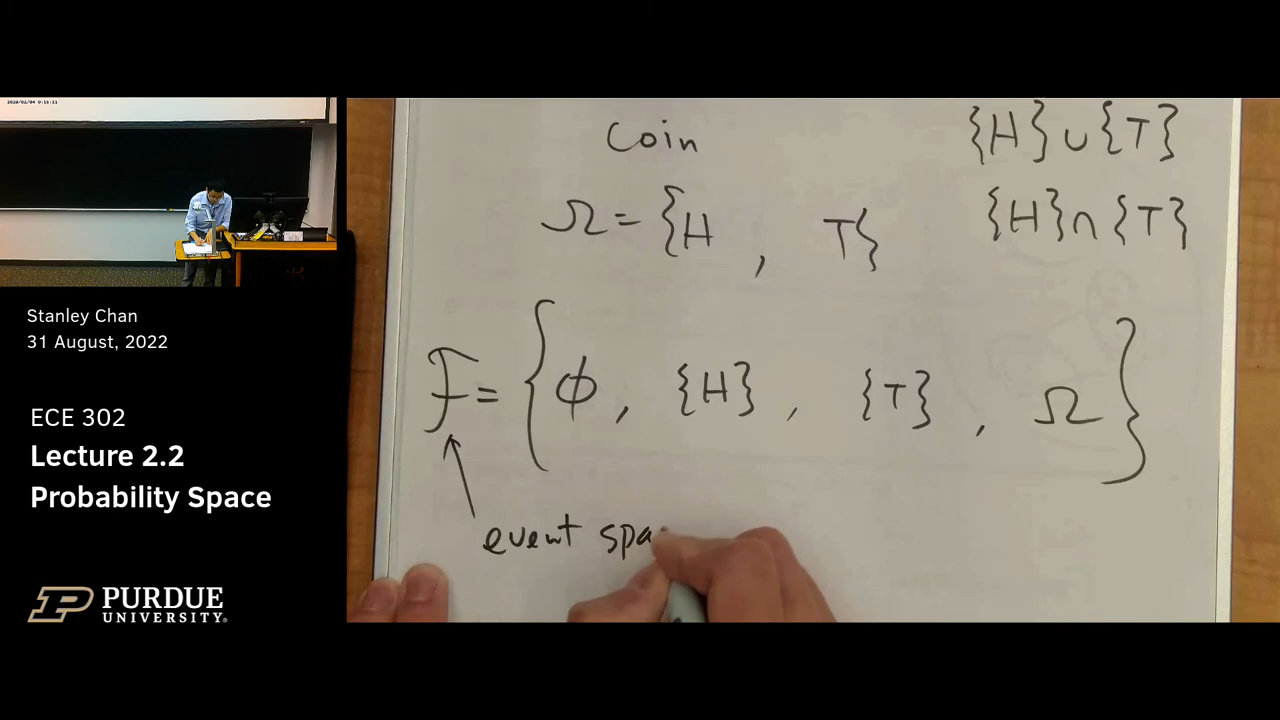 Coin
{H} ∪ {T}
Ω = {H , T}
{H} ∩ {T}
F = { ϕ, {H} , {T} , Ω }
event spa
Stanley Chan
31 August, 2022
ECE 302
Lecture 2.2
Probability Space
PURDUE
UNIVERSITY